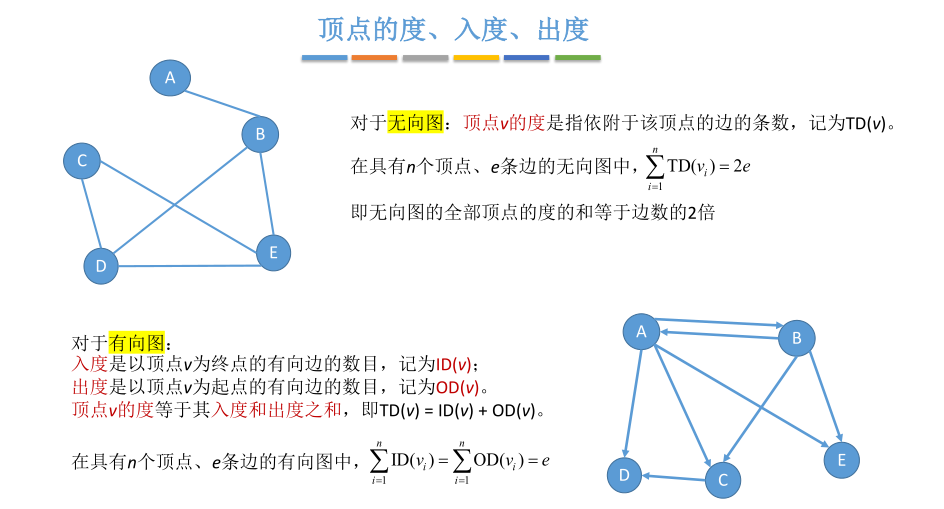 顶点的度、入度、出度
A
B
C
D
E
对于无向图：顶点v的度是指依附于该顶点的边的条数，记为TD(v)。
在具有n个顶点、e条边的无向图中，$\sum_{i=1}^{n} \mathrm{TD}(v_i) = 2e$
即无向图的全部顶点的度的和等于边数的2倍
对于有向图：
入度是以顶点v为终点的有向边的数目，记为ID(v)；
出度是以顶点v为起点的有向边的数目，记为OD(v)。
顶点v的度等于其入度和出度之和，即TD(v) = ID(v) + OD(v)。
在具有n个顶点、e条边的有向图中，$\sum_{i=1}^{n} \mathrm{ID}(v_i) = \sum_{i=1}^{n} \mathrm{OD}(v_i) = e$
A
B
D
C
E